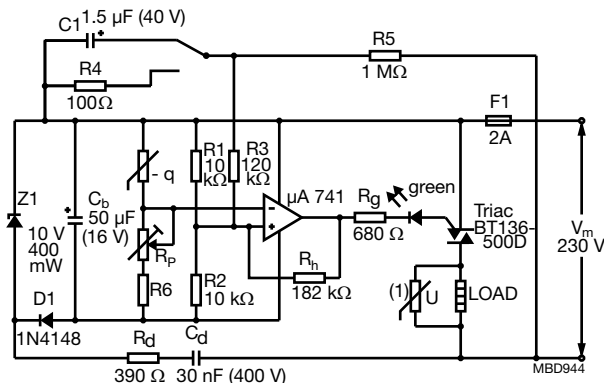 C1
1.5 µF (40 V)
+
R5
1 MΩ
R4
100Ω
F1
2A
Z1
10 V
400
mW
+
Cb
50 µF
(16 V)
- q
RP
R6
R1
10
kΩ
R3
120
kΩ
µA 741
−
+
R2
10 kΩ
Rh
182 kΩ
Rg
680 Ω
green
Triac
BT136-
500D
Vm
230 V
(1)
U
LOAD
D1
1N4148
Rd
390 Ω
Cd
30 nF (400 V)
MBD944